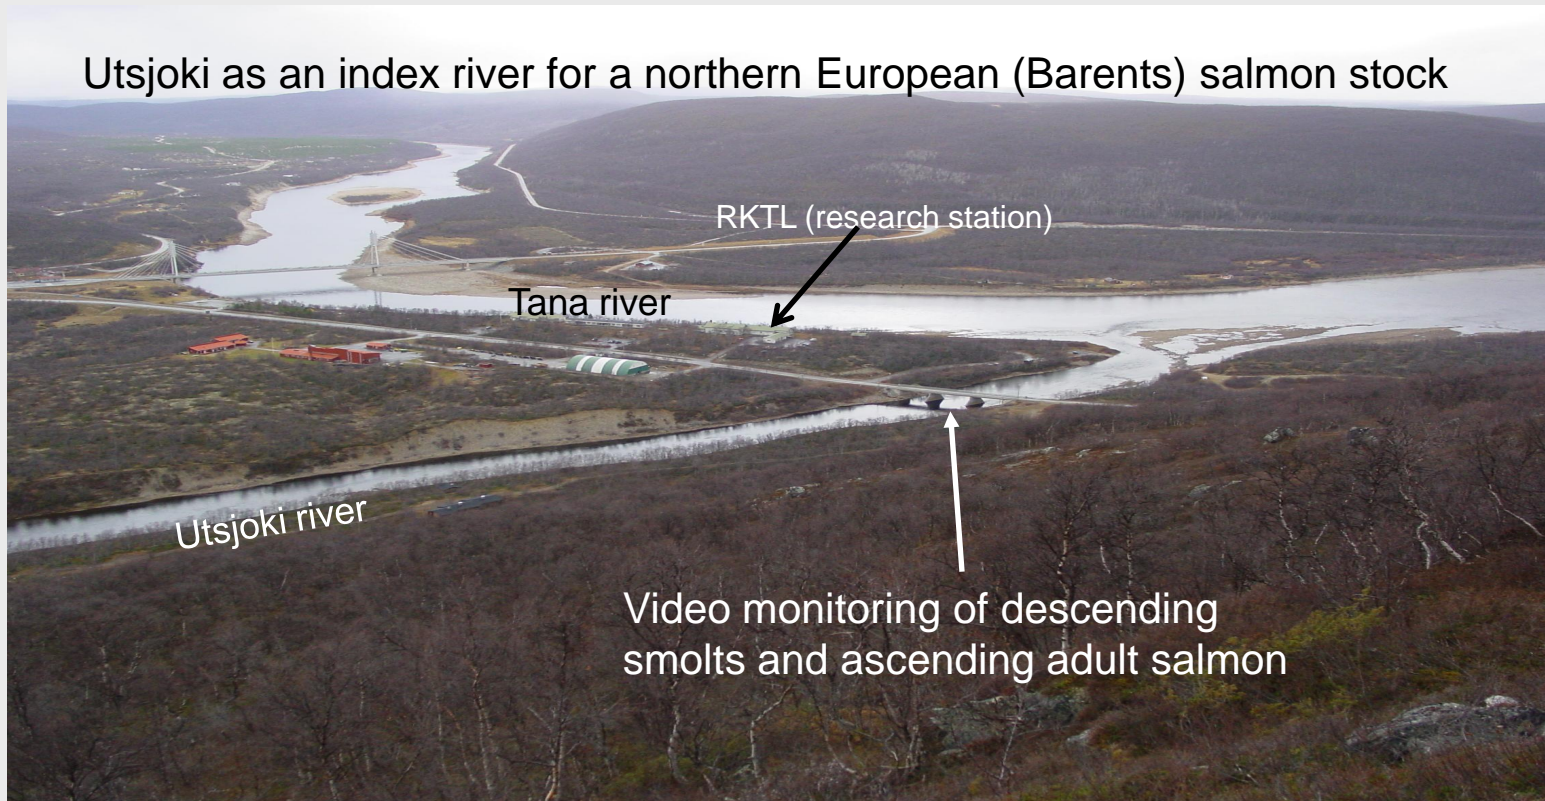 Utsjoki as an index river for a northern European (Barents) salmon stock
RKTL (research station)
Tana river
Utsjoki river
Video monitoring of descending
smolts and ascending adult salmon